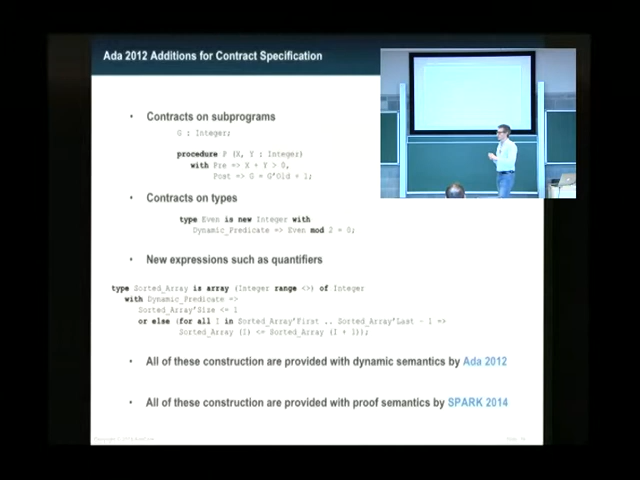 Ada 2012 Additions for Contract Specification
• Contracts on subprograms
G : Integer;
procedure P (X, Y : Integer)
with Pre => X + Y > 0,
Post => G = G'Old + 1;
• Contracts on types
type Even is new Integer with
Dynamic_Predicate => Even mod 2 = 0;
• New expressions such as quantifiers
type Sorted_Array is array (Integer range <>) of Integer
with Dynamic_Predicate =>
Sorted_Array'Size <= 1
or else (for all I in Sorted_Array'First .. Sorted_Array'Last - 1 =>
Sorted_Array (I) <= Sorted_Array (I + 1));
• All of these construction are provided with dynamic semantics by Ada 2012
• All of these construction are provided with proof semantics by SPARK 2014